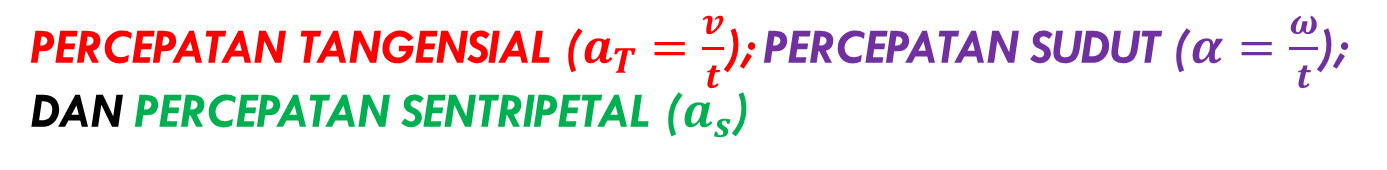 PERCEPATAN TANGENSIAL (a_T = v/t); PERCEPATAN SUDUT (α = ω/t);
DAN PERCEPATAN SENTRIPETAL (a_s)